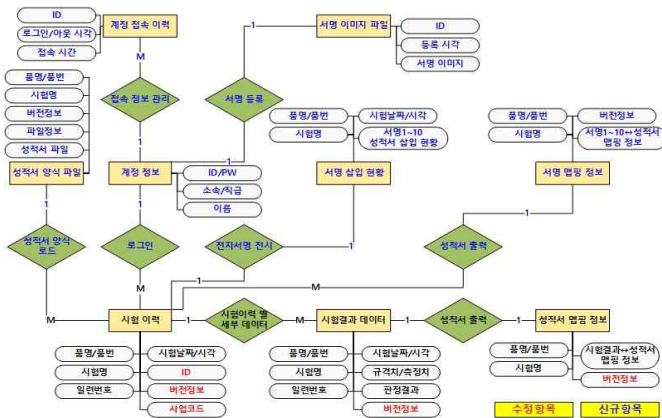 ID
로그인/아웃 시각
접속 시간
계정 접속 이력
M
접속 정보 관리
1
서명 이미지 파일
ID
등록 시각
서명 이미지
1
서명 등록
1
품명/품번
시험명
버전정보
파일정보
성적서 파일
성적서 양식 파일
1
계정 정보
ID/PW
소속/직급
이름
1
품명/품번
시험명
시험날짜/시각
서명1~10
성적서 삽입 현황
서명 삽입 현황
1
품명/품번
시험명
버전정보
서명1~10↔성적서
맵핑 정보
서명 맵핑 정보
1
성적서 양식
로드
로그인
전자서명 전시
성적서 출력
M
M
1
M
시험 이력
1
시험이력 별
세부 데이터
M
시험결과 데이터
1
성적서 출력
1
성적서 맵핑 정보
품명/품번
시험명
일련번호
시험날짜/시각
ID
버전정보
사업코드
품명/품번
시험명
일련번호
시험날짜/시각
규격치/측정치
판정결과
버전정보
품명/품번
시험명
시험결과↔성적서
맵핑 정보
버전정보
수정항목
신규항목